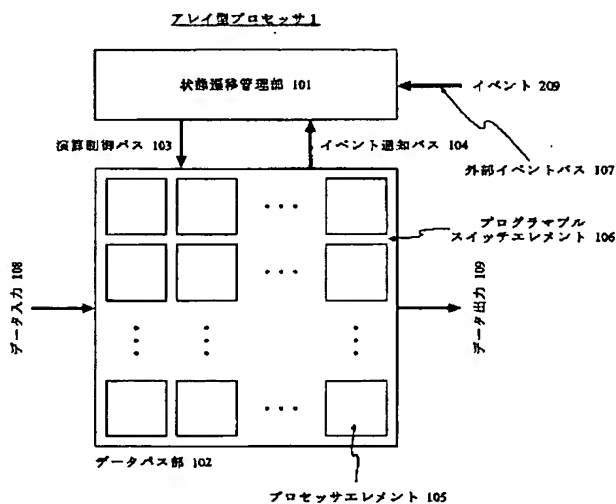 アレイ型プロセッサ1
状態遷移管理部 101
イベント 209
演算制御バス 103
イベント通知バス 104
外部イベントバス 107
プログラマブル
スイッチエレメント 106
データ入力 108
データ出力 109
データパス部 102
プロセッサエレメント 105